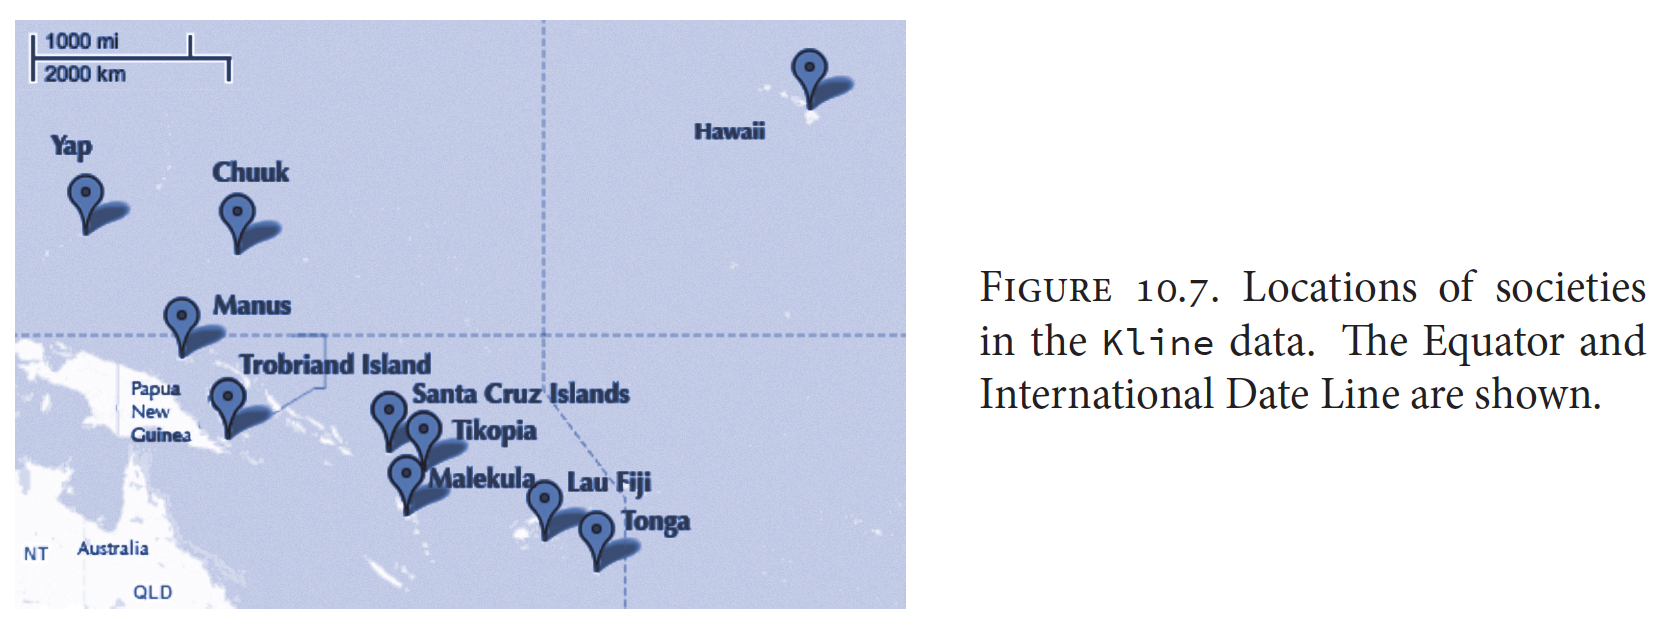 1000 mi
2000 km
Hawaii
Yap
Chuuk
Manus
Trobriand Island
Papua
New
Guinea
Santa Cruz Islands
Tikopia
Malekula
Lau Fiji
Tonga
NT
Australia
QLD
FIGURE 10.7. Locations of societies
in the Kline data. The Equator and
International Date Line are shown.